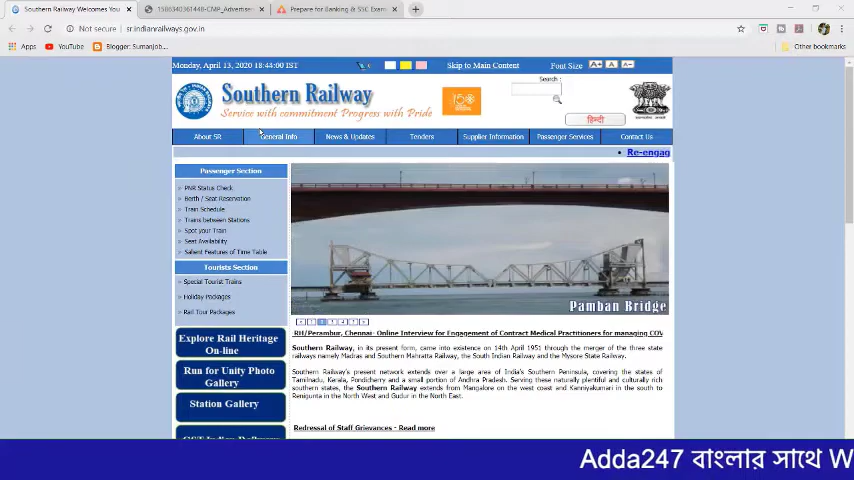 Southern Railway Welcomes You
1586340361446-CMP_Advertise
Prepare for Banking & SSC Exam
Not secure | sr.indianrailways.gov.in
Apps YouTube Blogger: Sumanjo... Other bookmarks
Monday, April 13, 2020 18:44:00 IST Skip to Main Content Font Size A+ A A-
Search :
Southern Railway
Service with commitment Progress with Pride
हिन्दी
About SR General Info News & Updates Tenders Supplier Information Passenger Services Contact Us
• Re-engag
Passenger Section
» PNR Status Check
» Berth / Seat Reservation
» Train Schedule
» Trains between Stations
» Spot your Train
» Seat Availability
» Salient Features of Time Table
Tourists Section
» Special Tourist Trains
» Holiday Packages
» Rail Tour Packages
Explore Rail Heritage
On-line
Run for Unity Photo
Gallery
Station Gallery
Pamban Bridge
RH/Perambur, Chennai- Online Interview for Engagement of Contract Medical Practitioners for managing COV
Southern Railway, in its present form, came into existence on 14th April 1951 through the merger of the three state
railways namely Madras and Southern Mahratta Railway, the South Indian Railway and the Mysore State Railway.
Southern Railway's present network extends over a large area of India's Southern Peninsula, covering the states of
Tamilnadu, Kerala, Pondicherry and a small portion of Andhra Pradesh. Serving these naturally plentiful and culturally rich
southern states, the Southern Railway extends from Mangalore on the west coast and Kanniyakumari in the south to
Renigunta in the North West and Gudur in the North East.
Redressal of Staff Grievances - Read more
Adda247 বাংলার সাথে W